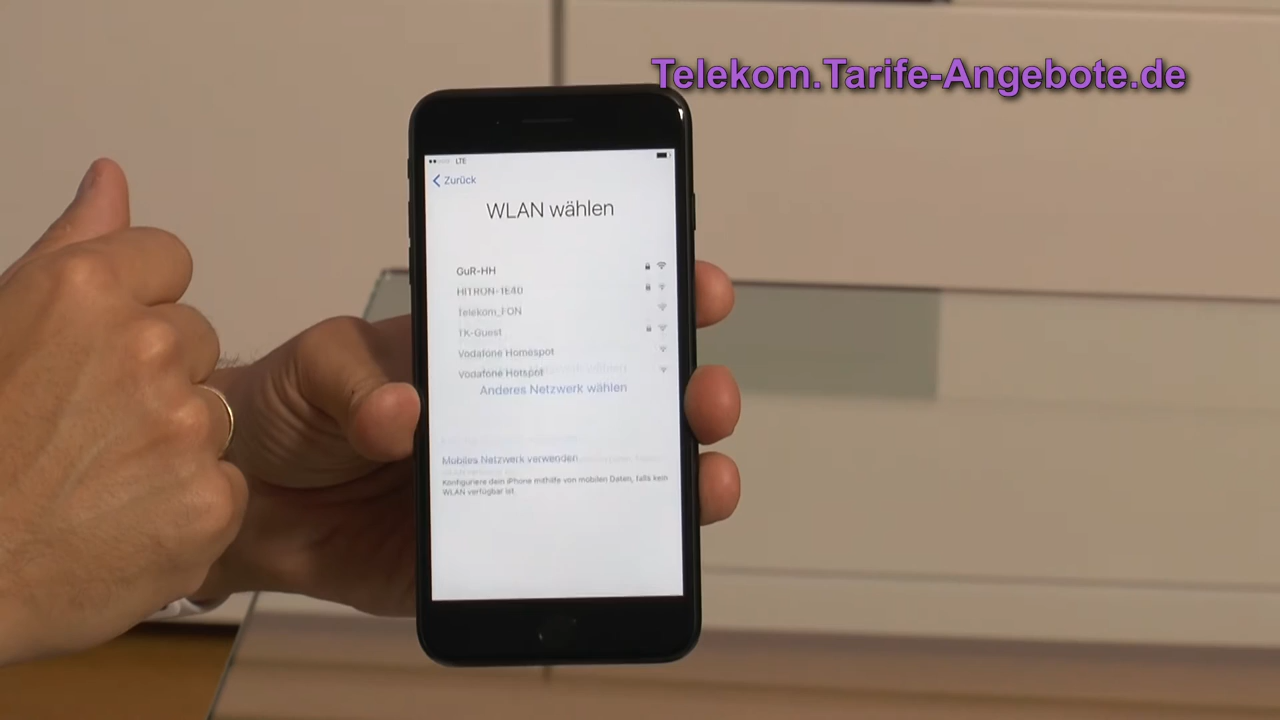 Telekom.Tarife-Angebote.de
LTE
Zurück
WLAN wählen
GuR-HH
HITRON-1E40
Telekom_FON
TK-Guest
Vodafone Homespot
Vodafone Hotspot
Anderes Netzwerk wählen
Mobiles Netzwerk verwenden
Konfiguriere dein iPhone mithilfe von mobilen Daten, falls kein
WLAN verfügbar ist.